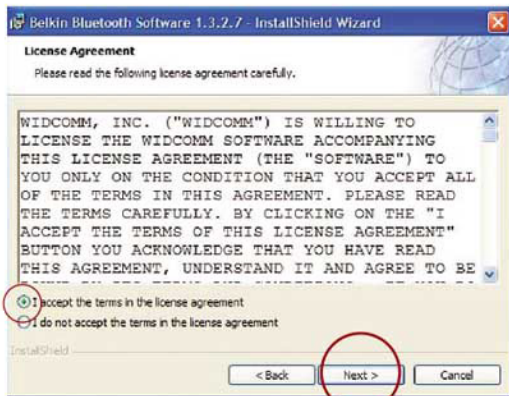 Belkin Bluetooth Software 1.3.2.7 - InstallShield Wizard
License Agreement
Please read the following license agreement carefully.
WIDCOMM, INC. ("WIDCOMM") IS WILLING TO
LICENSE THE WIDCOMM SOFTWARE ACCOMPANYING
THIS LICENSE AGREEMENT (THE "SOFTWARE") TO
YOU ONLY ON THE CONDITION THAT YOU ACCEPT ALL
OF THE TERMS IN THIS AGREEMENT. PLEASE READ
THE TERMS CAREFULLY. BY CLICKING ON THE "I
ACCEPT THE TERMS OF THIS LICENSE AGREEMENT"
BUTTON YOU ACKNOWLEDGE THAT YOU HAVE READ
THIS AGREEMENT, UNDERSTAND IT AND AGREE TO BE
I accept the terms in the license agreement
I do not accept the terms in the license agreement
InstallShield
< Back Next > Cancel